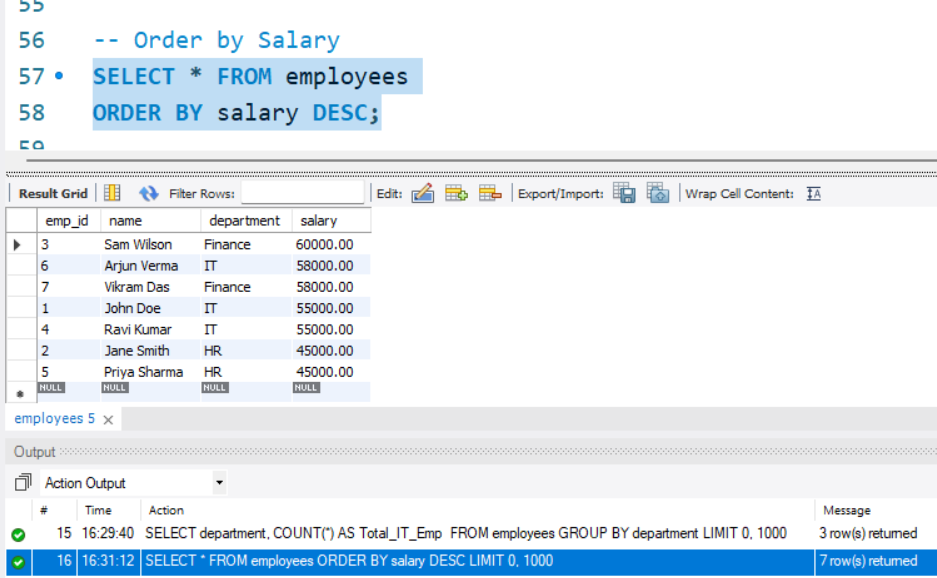 55
56 -- Order by Salary
57 SELECT * FROM employees
58 ORDER BY salary DESC;
59
Result Grid Filter Rows: Edit: Export/Import: Wrap Cell Content: IA
emp_id name department salary
3 Sam Wilson Finance 60000.00
6 Arjun Verma IT 58000.00
7 Vikram Das Finance 58000.00
1 John Doe IT 55000.00
4 Ravi Kumar IT 55000.00
2 Jane Smith HR 45000.00
5 Priya Sharma HR 45000.00
NULL NULL NULL NULL
employees 5
Output
Action Output
# Time Action Message
15 16:29:40 SELECT department, COUNT(*) AS Total_IT_Emp FROM employees GROUP BY department LIMIT 0, 1000 3 row(s) returned
16 16:31:12 SELECT * FROM employees ORDER BY salary DESC LIMIT 0, 1000 7 row(s) returned